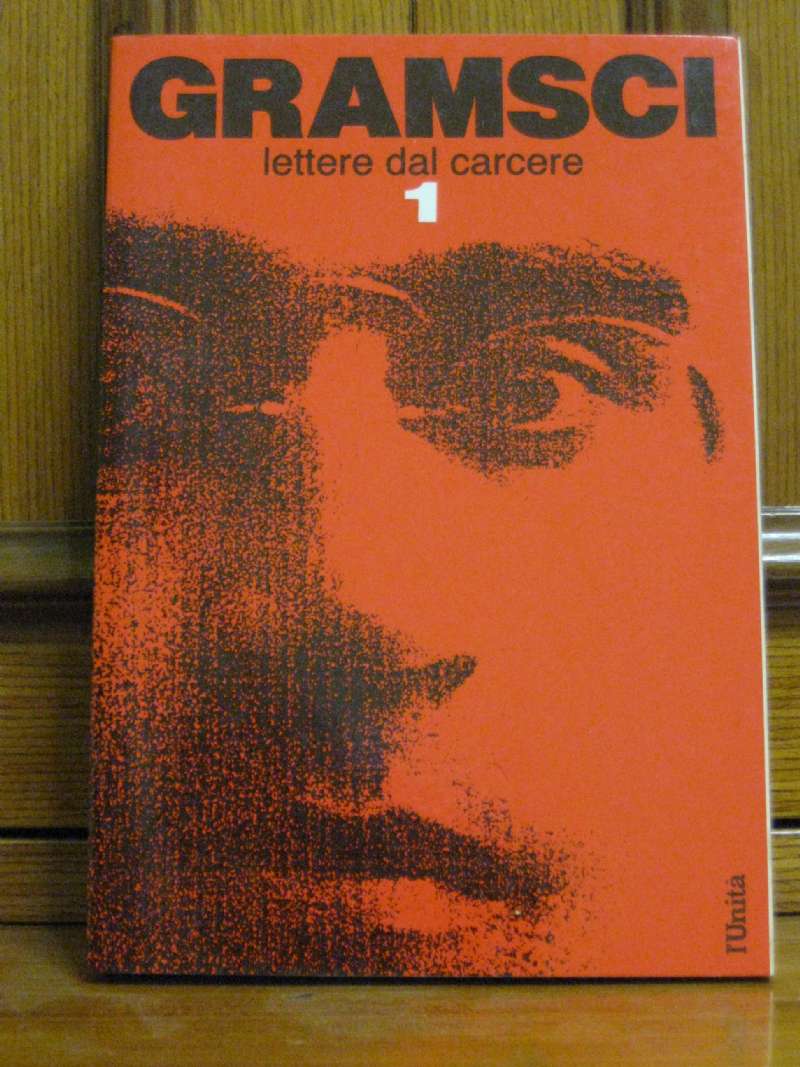 GRAMSCI
lettere dal carcere
1
l'Unità